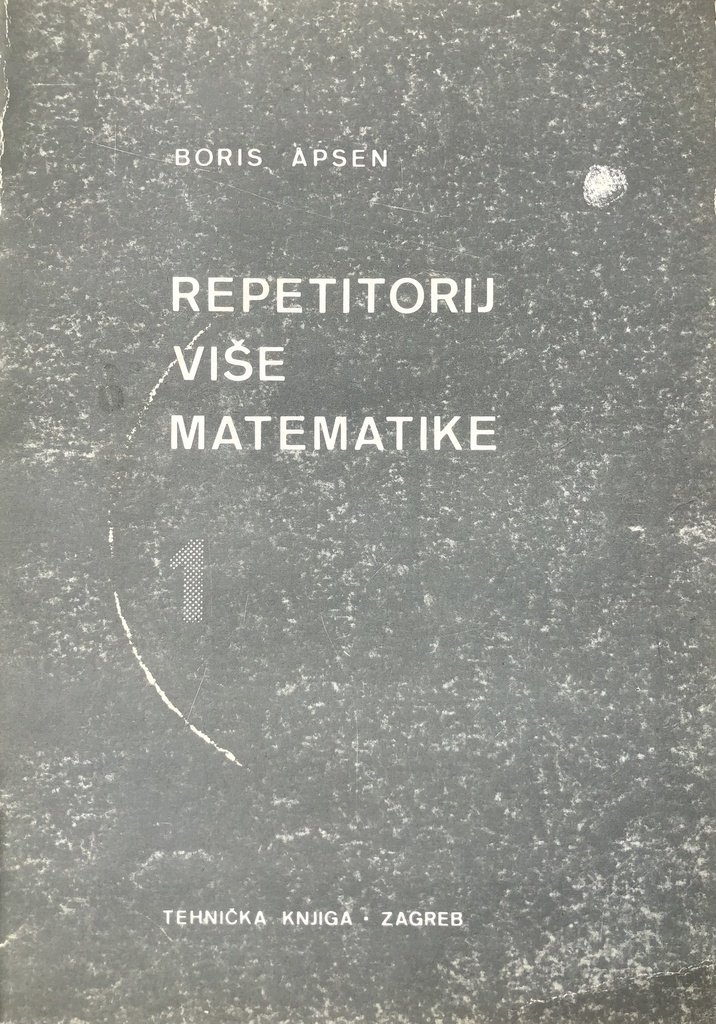 BORIS APSEN
REPETITORIJ
VIŠE
MATEMATIKE
1
TEHNIČKA KNJIGA • ZAGREB